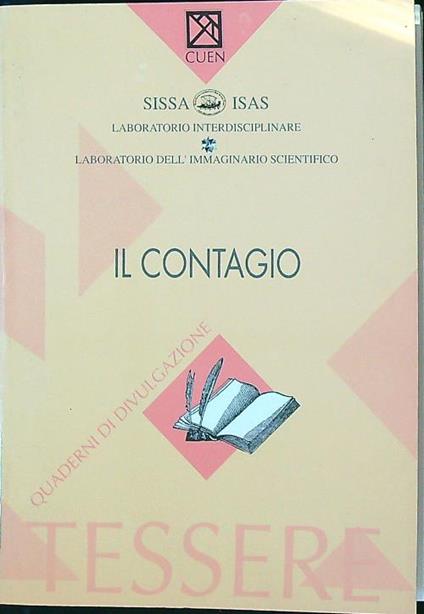 CUEN
SISSA ISAS
LABORATORIO INTERDISCIPLINARE
LABORATORIO DELL'IMMAGINARIO SCIENTIFICO
IL CONTAGIO
QUADERNI DI DIVULGAZIONE
TESSERE